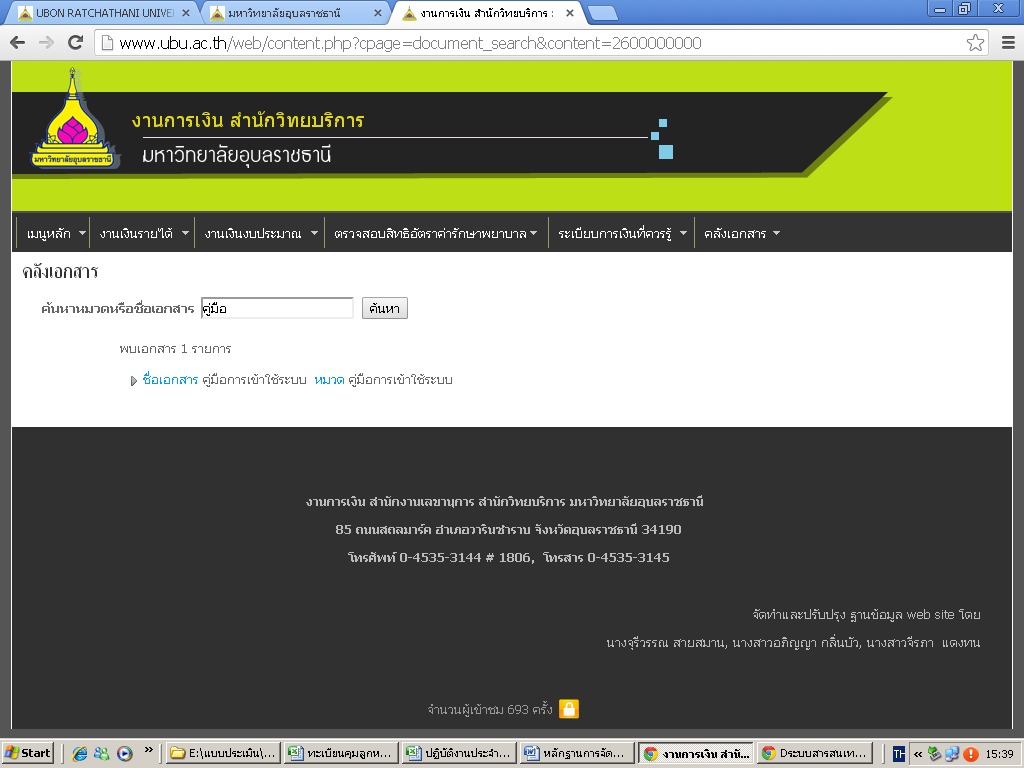 UBON RATCHATHANI UNIVE
มหาวิทยาลัยอุบลราชธานี
งานการเงิน สำนักวิทยบริการ :
www.ubu.ac.th/web/content.php?cpage=document_search&content=2600000000
งานการเงิน สำนักวิทยบริการ
มหาวิทยาลัยอุบลราชธานี
มหาวิทยาลัยอุบลราชธานี
เมนูหลัก งานเงินรายได้ งานเงินงบประมาณ ตรวจสอบสิทธิอัตราค่ารักษาพยาบาล ระเบียบการเงินที่ควรรู้ คลังเอกสาร
คลังเอกสาร
ค้นหาหมวดหรือชื่อเอกสาร คู่มือ ค้นหา
พบเอกสาร 1 รายการ
ชื่อเอกสาร คู่มือการเข้าใช้ระบบ หมวด คู่มือการเข้าใช้ระบบ
งานการเงิน สำนักงานเลขานุการ สำนักวิทยบริการ มหาวิทยาลัยอุบลราชธานี
85 ถนนสถลมาร์ค อำเภอวารินชำราบ จังหวัดอุบลราชธานี 34190
โทรศัพท์ 0-4535-3144 # 1806, โทรสาร 0-4535-3145
จัดทำและปรับปรุง ฐานข้อมูล web site โดย
นางจุรีวรรณ สายสมาน, นางสาวอภิญญา กลิ่นบัว, นางสาวจีรภา แดงทน
จำนวนผู้เข้าชม 693 ครั้ง
Start E:\แบบประเมิน\... ทะเบียนคุมลูกห... ปฏิบัติงานประจำ... หลักฐานการจัด... งานการเงิน สำนั... Dระบบสารสนเท... TH 15:39